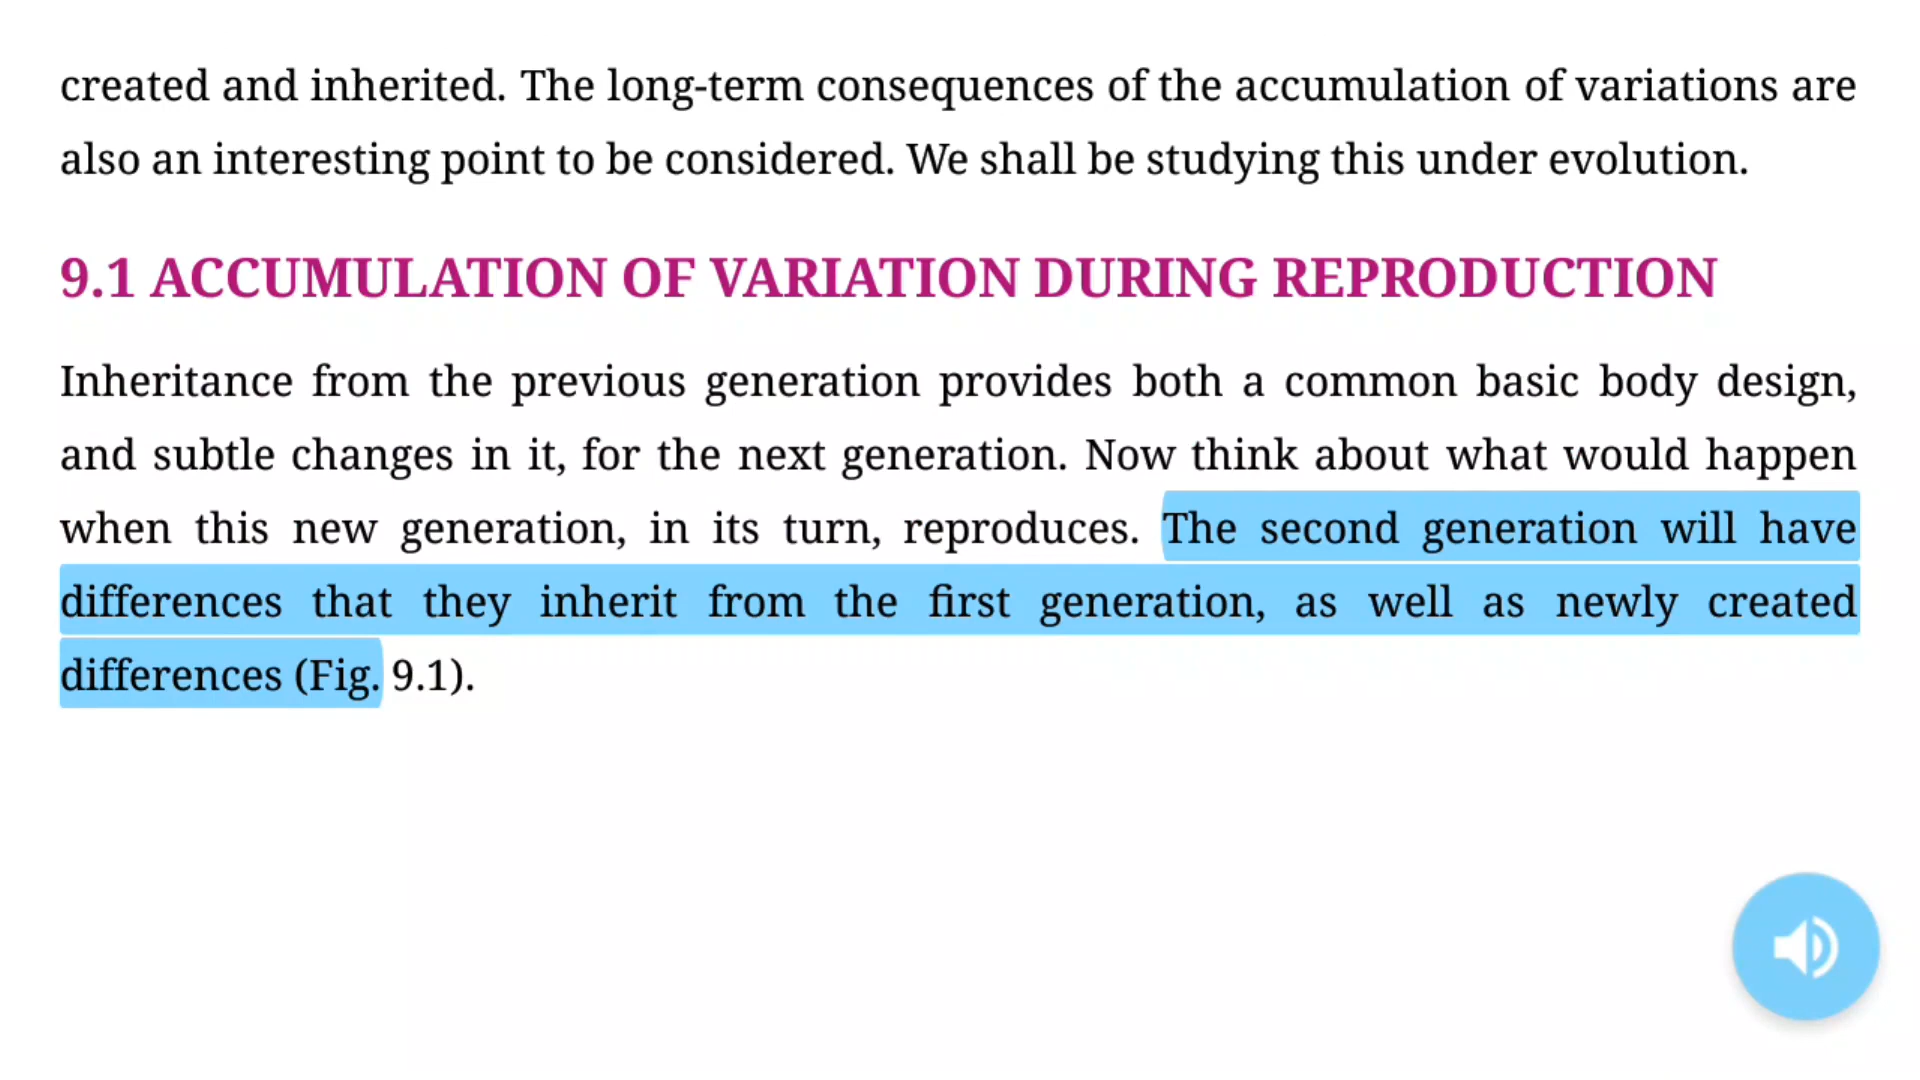 created and inherited. The long-term consequences of the accumulation of variations are
also an interesting point to be considered. We shall be studying this under evolution.
9.1 ACCUMULATION OF VARIATION DURING REPRODUCTION
Inheritance from the previous generation provides both a common basic body design,
and subtle changes in it, for the next generation. Now think about what would happen
when this new generation, in its turn, reproduces. The second generation will have
differences that they inherit from the first generation, as well as newly created
differences (Fig. 9.1).